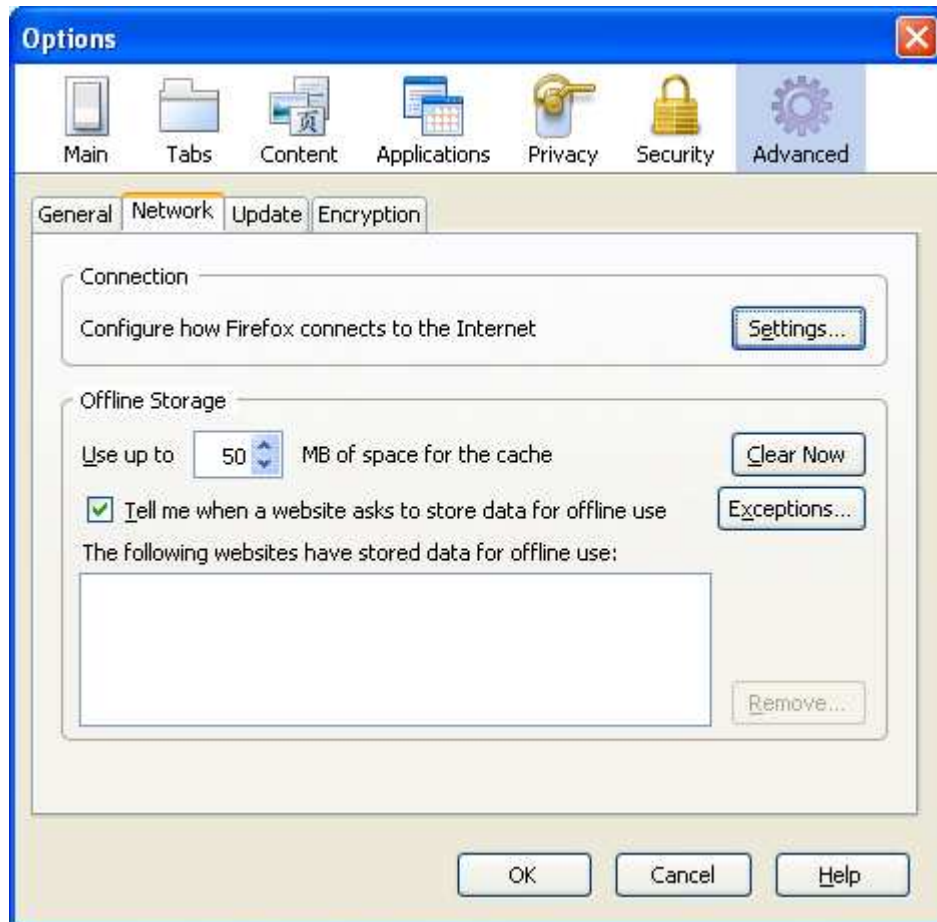 Options
Main Tabs Content Applications Privacy Security Advanced
页
General Network Update Encryption
Connection
Configure how Firefox connects to the Internet Settings...
Offline Storage
Use up to 50 MB of space for the cache Clear Now
Tell me when a website asks to store data for offline use Exceptions...
The following websites have stored data for offline use:
Remove...
OK Cancel Help